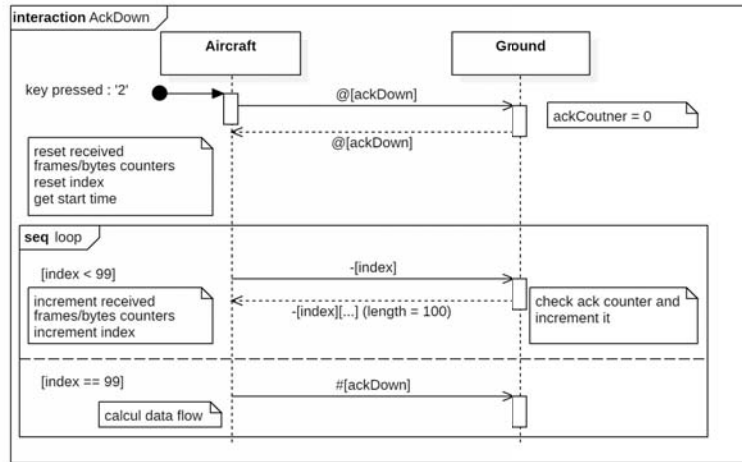 interaction AckDown
Aircraft
Ground
key pressed : '2'
@[ackDown]
ackCoutner = 0
@[ackDown]
reset received
frames/bytes counters
reset index
get start time
seq loop
[index < 99]
-[index]
increment received
frames/bytes counters
increment index
-[index][...] (length = 100)
check ack counter and
increment it
[index == 99]
#[ackDown]
calcul data flow